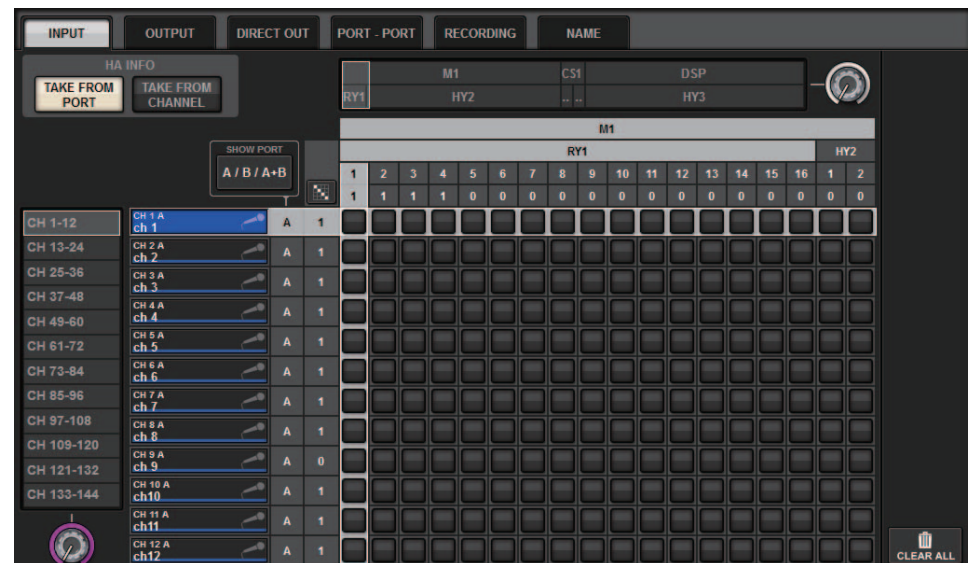 INPUT OUTPUT DIRECT OUT PORT - PORT RECORDING NAME
HA INFO
TAKE FROM PORT TAKE FROM CHANNEL
M1 CS1 DSP
RY1 HY2 .. .. HY3
M1
SHOW PORT RY1 HY2
A / B / A+B 1 2 3 4 5 6 7 8 9 10 11 12 13 14 15 16 1 2
1 1 1 1 0 0 0 0 0 0 0 0 0 0 0 0 0 0
CH 1-12 CH 1 A ch 1 A 1
CH 13-24 CH 2 A ch 2 A 1
CH 25-36 CH 3 A ch 3 A 1
CH 37-48 CH 4 A ch 4 A 1
CH 49-60 CH 5 A ch 5 A 1
CH 61-72 CH 6 A ch 6 A 1
CH 73-84 CH 7 A ch 7 A 1
CH 85-96 CH 8 A ch 8 A 1
CH 97-108 CH 9 A ch 9 A 0
CH 109-120 CH 10 A ch10 A 1
CH 121-132 CH 11 A ch11 A 1
CH 133-144 CH 12 A ch12 A 1
CLEAR ALL